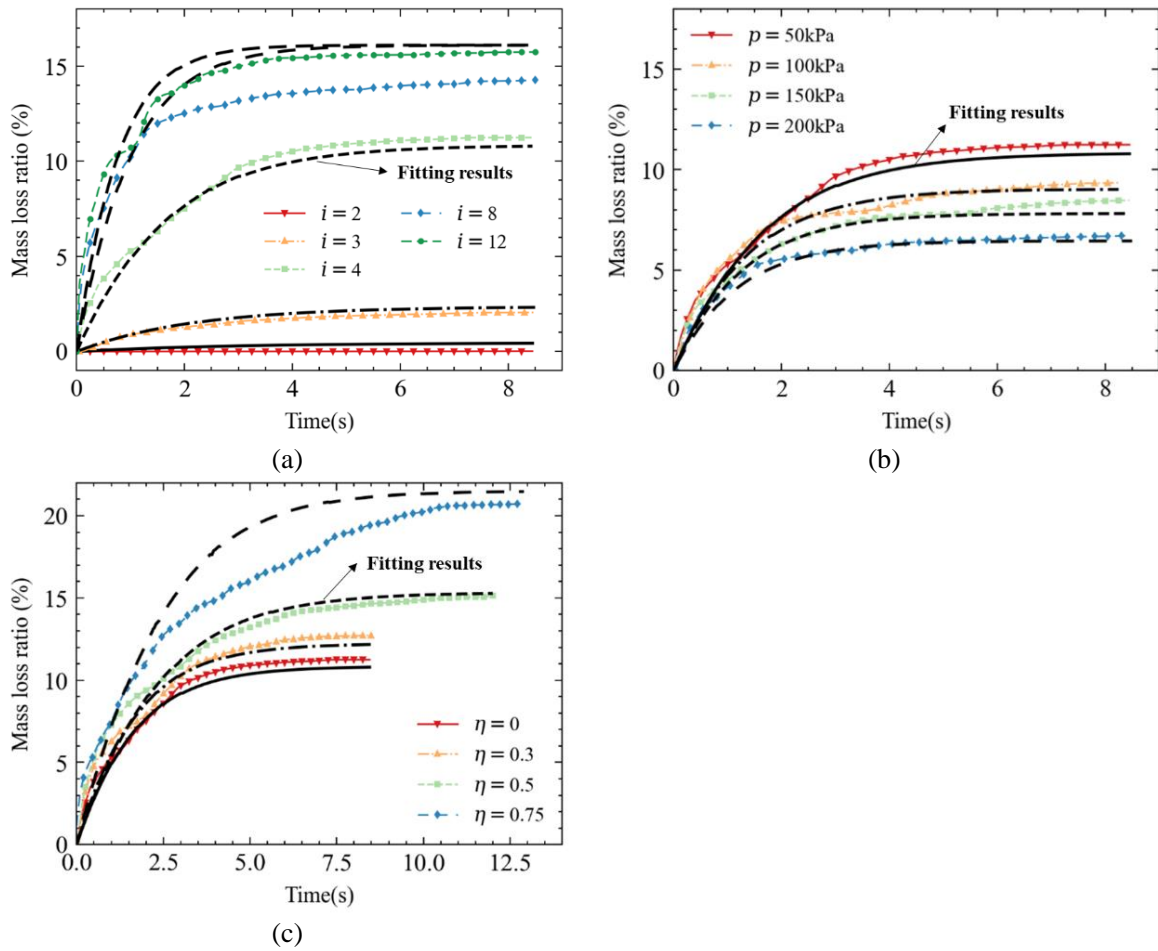 Mass loss ratio (%)
15
10
5
0
Fitting results
i = 2
i = 3
i = 4
i = 8
i = 12
0 2 4 6 8
Time(s)
(a)
Mass loss ratio (%)
15
10
5
0
p = 50kPa
p = 100kPa
p = 150kPa
p = 200kPa
Fitting results
0 2 4 6 8
Time(s)
(b)
Mass loss ratio (%)
20
15
10
5
0
Fitting results
η = 0
η = 0.3
η = 0.5
η = 0.75
0.0 2.5 5.0 7.5 10.0 12.5
Time(s)
(c)